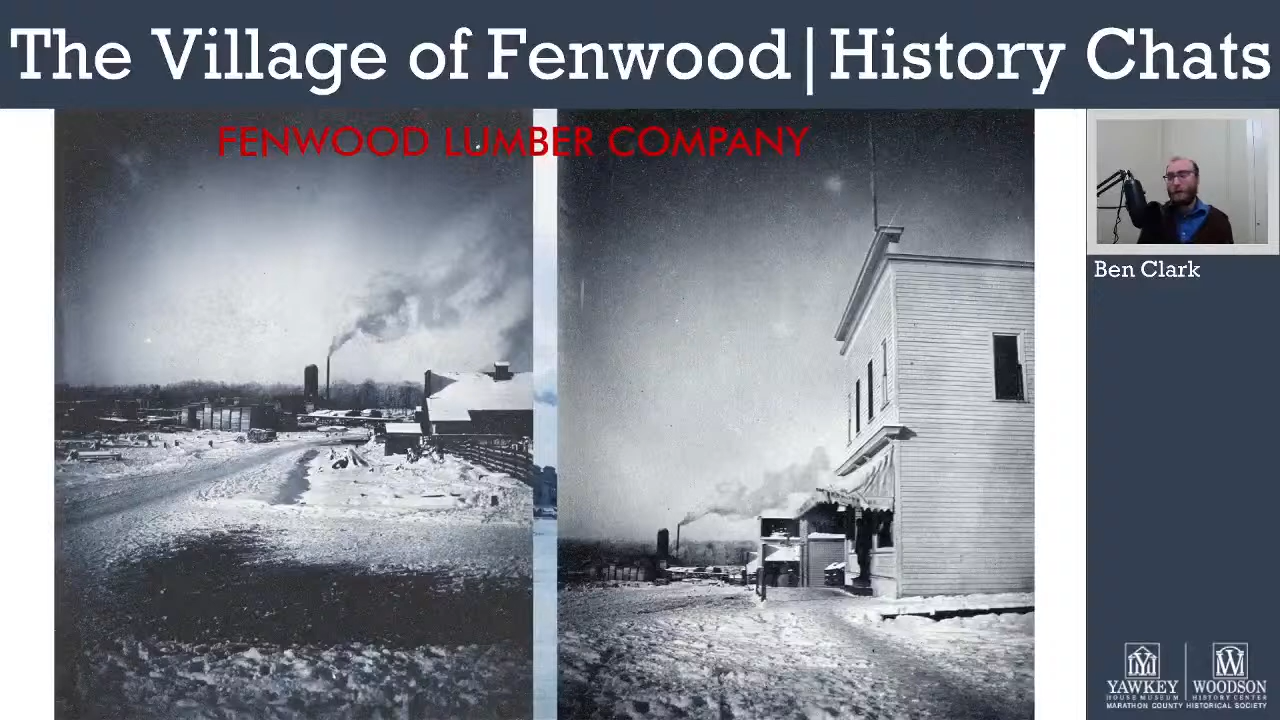 The Village of Fenwood | History Chats
FENWOOD LUMBER COMPANY
Ben Clark
YAWKEY
HOUSE MUSEUM
WOODSON
HISTORY CENTER
MARATHON COUNTY HISTORICAL SOCIETY